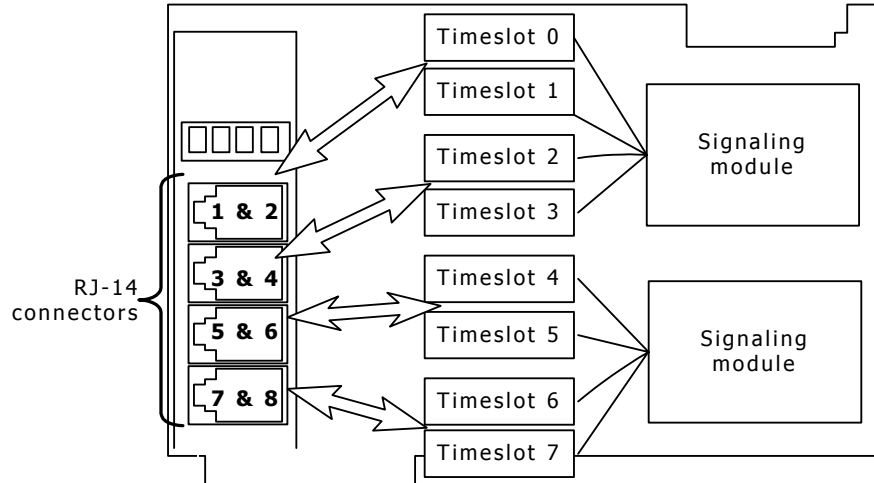 Timeslot 0
Timeslot 1
Timeslot 2
Timeslot 3
Timeslot 4
Timeslot 5
Timeslot 6
Timeslot 7
Signaling
module
Signaling
module
1 & 2
3 & 4
5 & 6
7 & 8
RJ-14
connectors